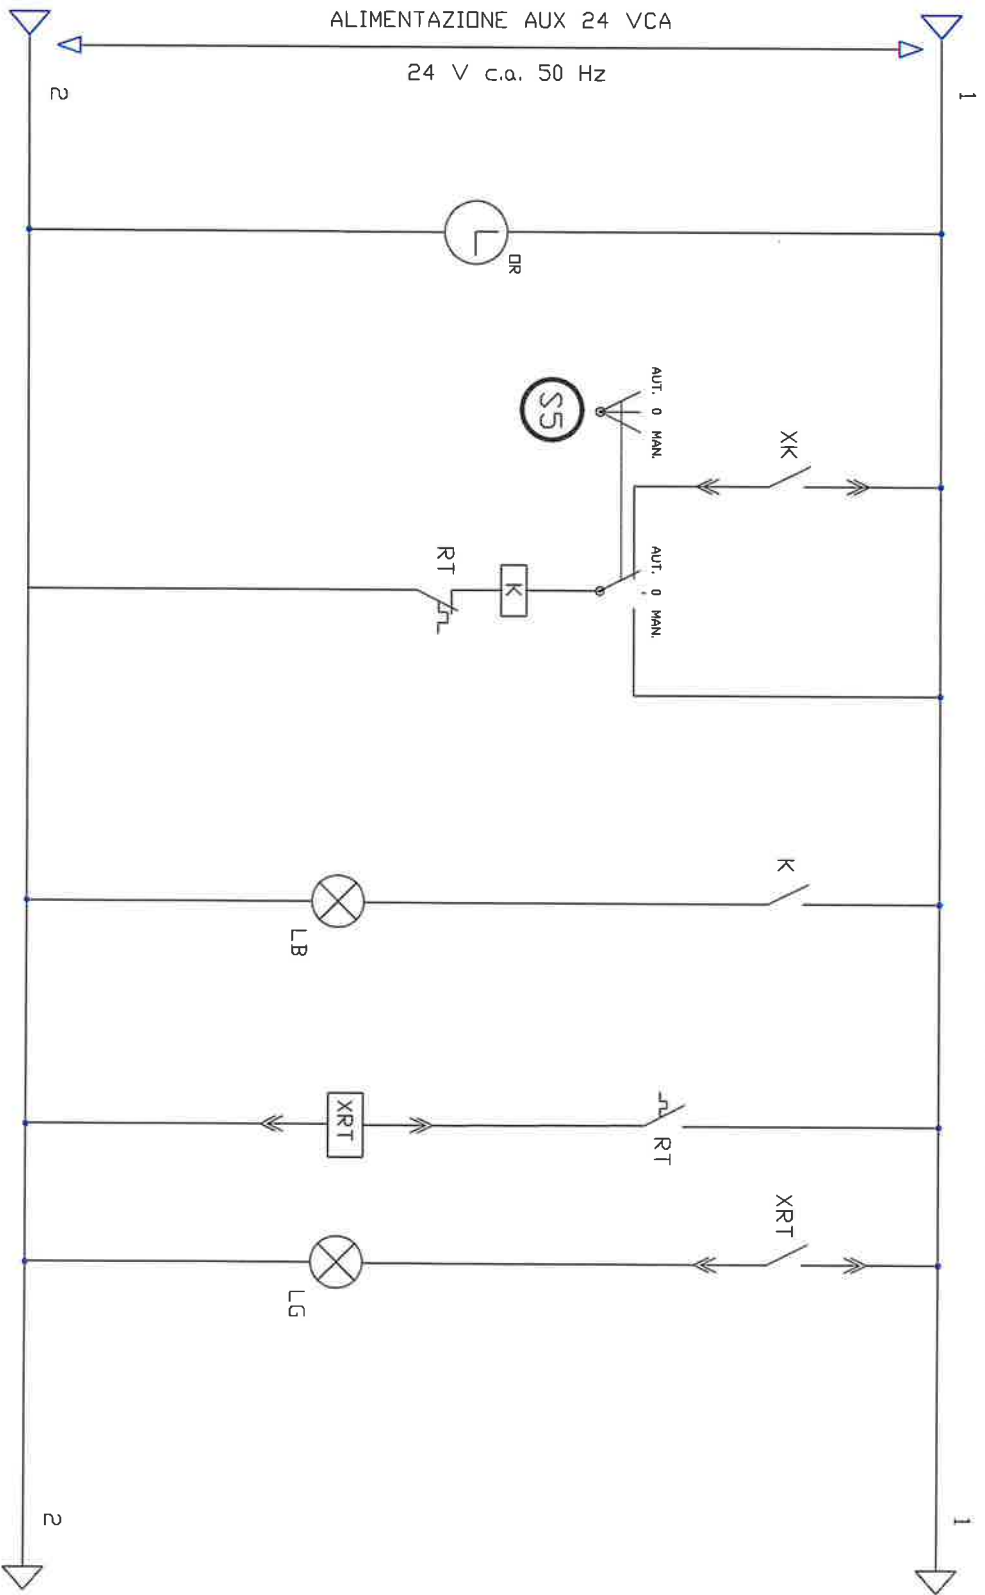 ALIMENTAZIONE AUX 24 VCA
24 V c.a. 50 Hz
2
1
OR
S5
AUT. 0 MAN.
XK
RT
K
AUT. 0 MAN.
K
LB
XRT
RT
XRT
LG
2
1